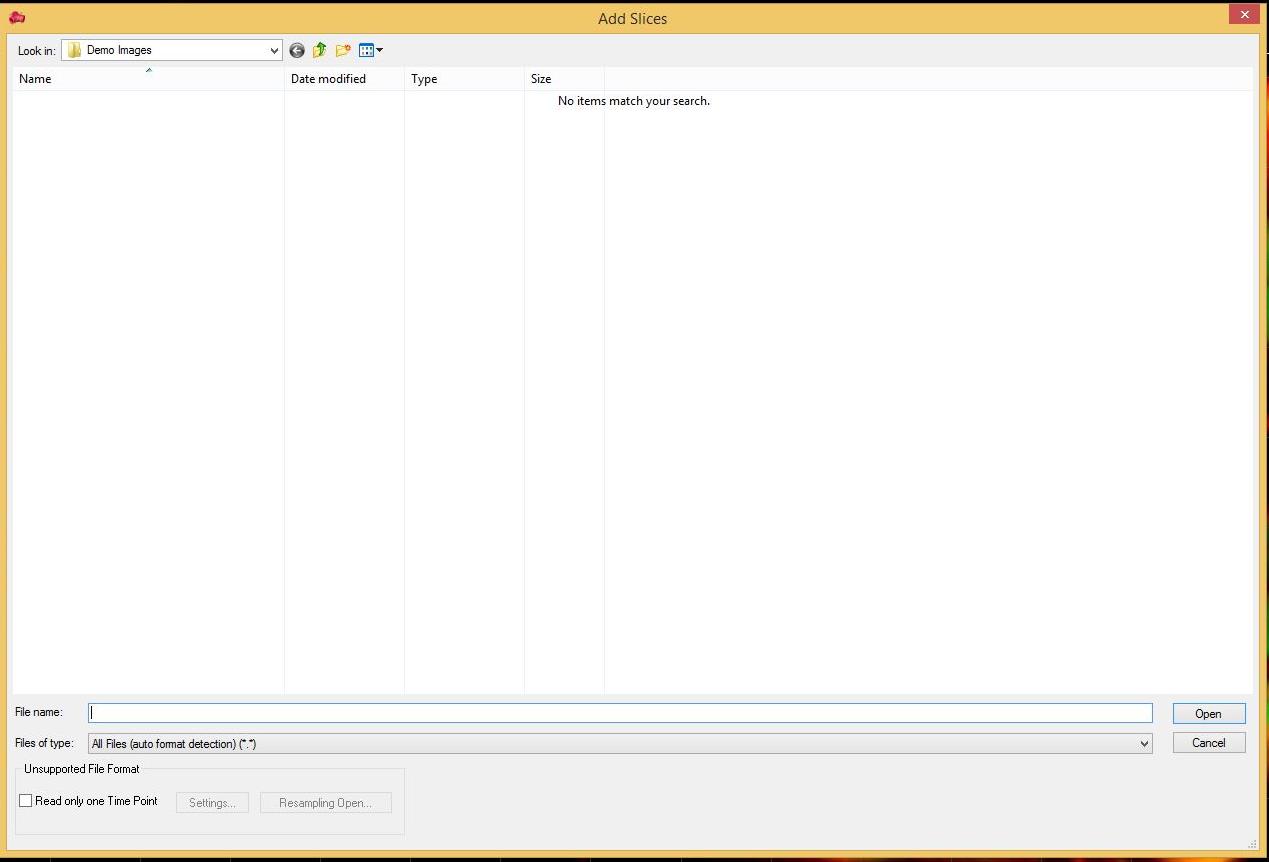 Add Slices
Look in: Demo Images
Name Date modified Type Size
No items match your search.
File name:
Open
Files of type: All Files (auto format detection) (*.*)
Cancel
Unsupported File Format
Read only one Time Point Settings... Resampling Open...